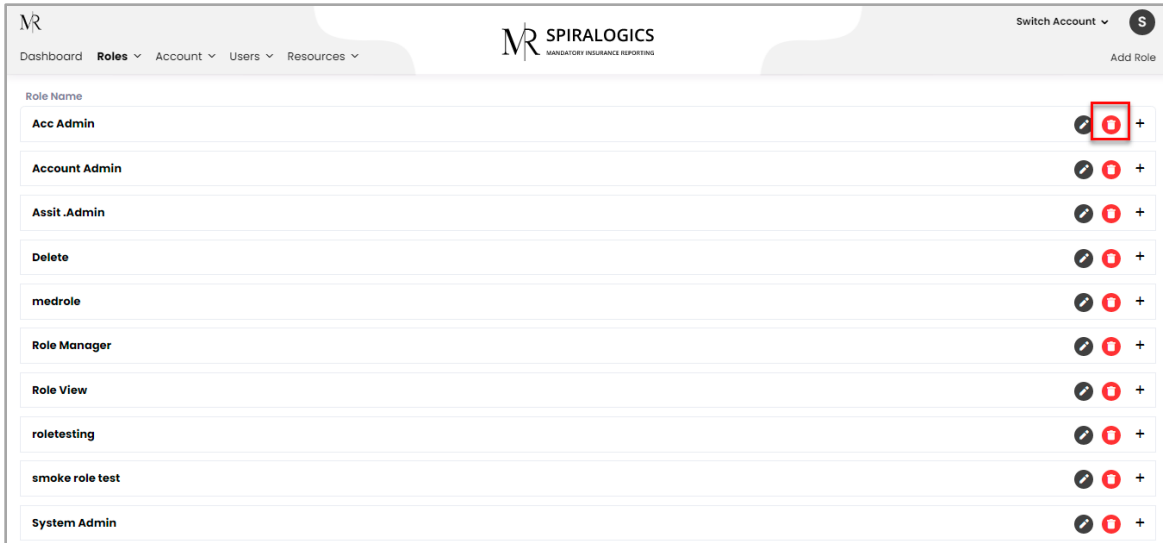 MR
Switch Account
S
SPIRALOGICS
MR
MANDATORY INSURANCE REPORTING
Dashboard Roles Account Users Resources
Add Role
Role Name
Acc Admin
Account Admin
Assit .Admin
Delete
medrole
Role Manager
Role View
roletesting
smoke role test
System Admin